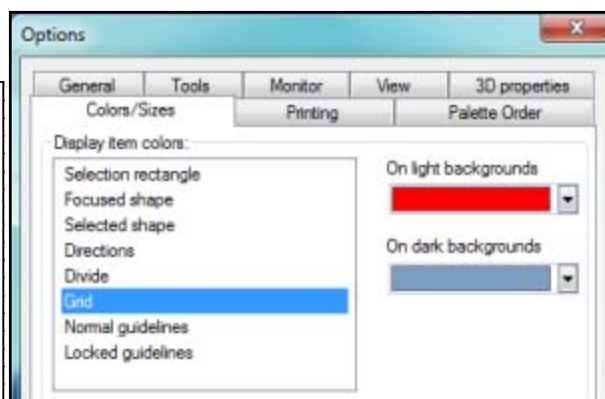 Options
General Tools Monitor View 3D properties
Colors/Sizes Printing Palette Order
Display item colors:
Selection rectangle
Focused shape
Selected shape
Directions
Divide
Grid
Normal guidelines
Locked guidelines
On light backgrounds
On dark backgrounds